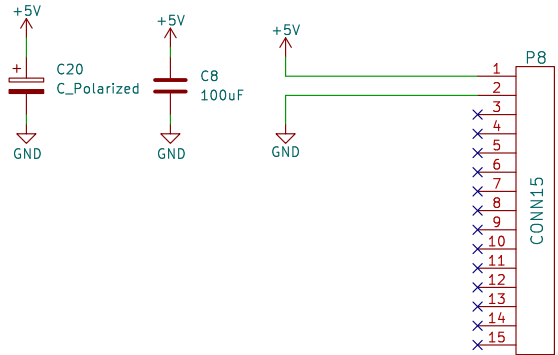 +5V
+
C20
C_Polarized
GND
+5V
C8
100uF
GND
+5V
GND
P8
1
2
3
4
5
6
7
8
9
10
11
12
13
14
15
CONN15